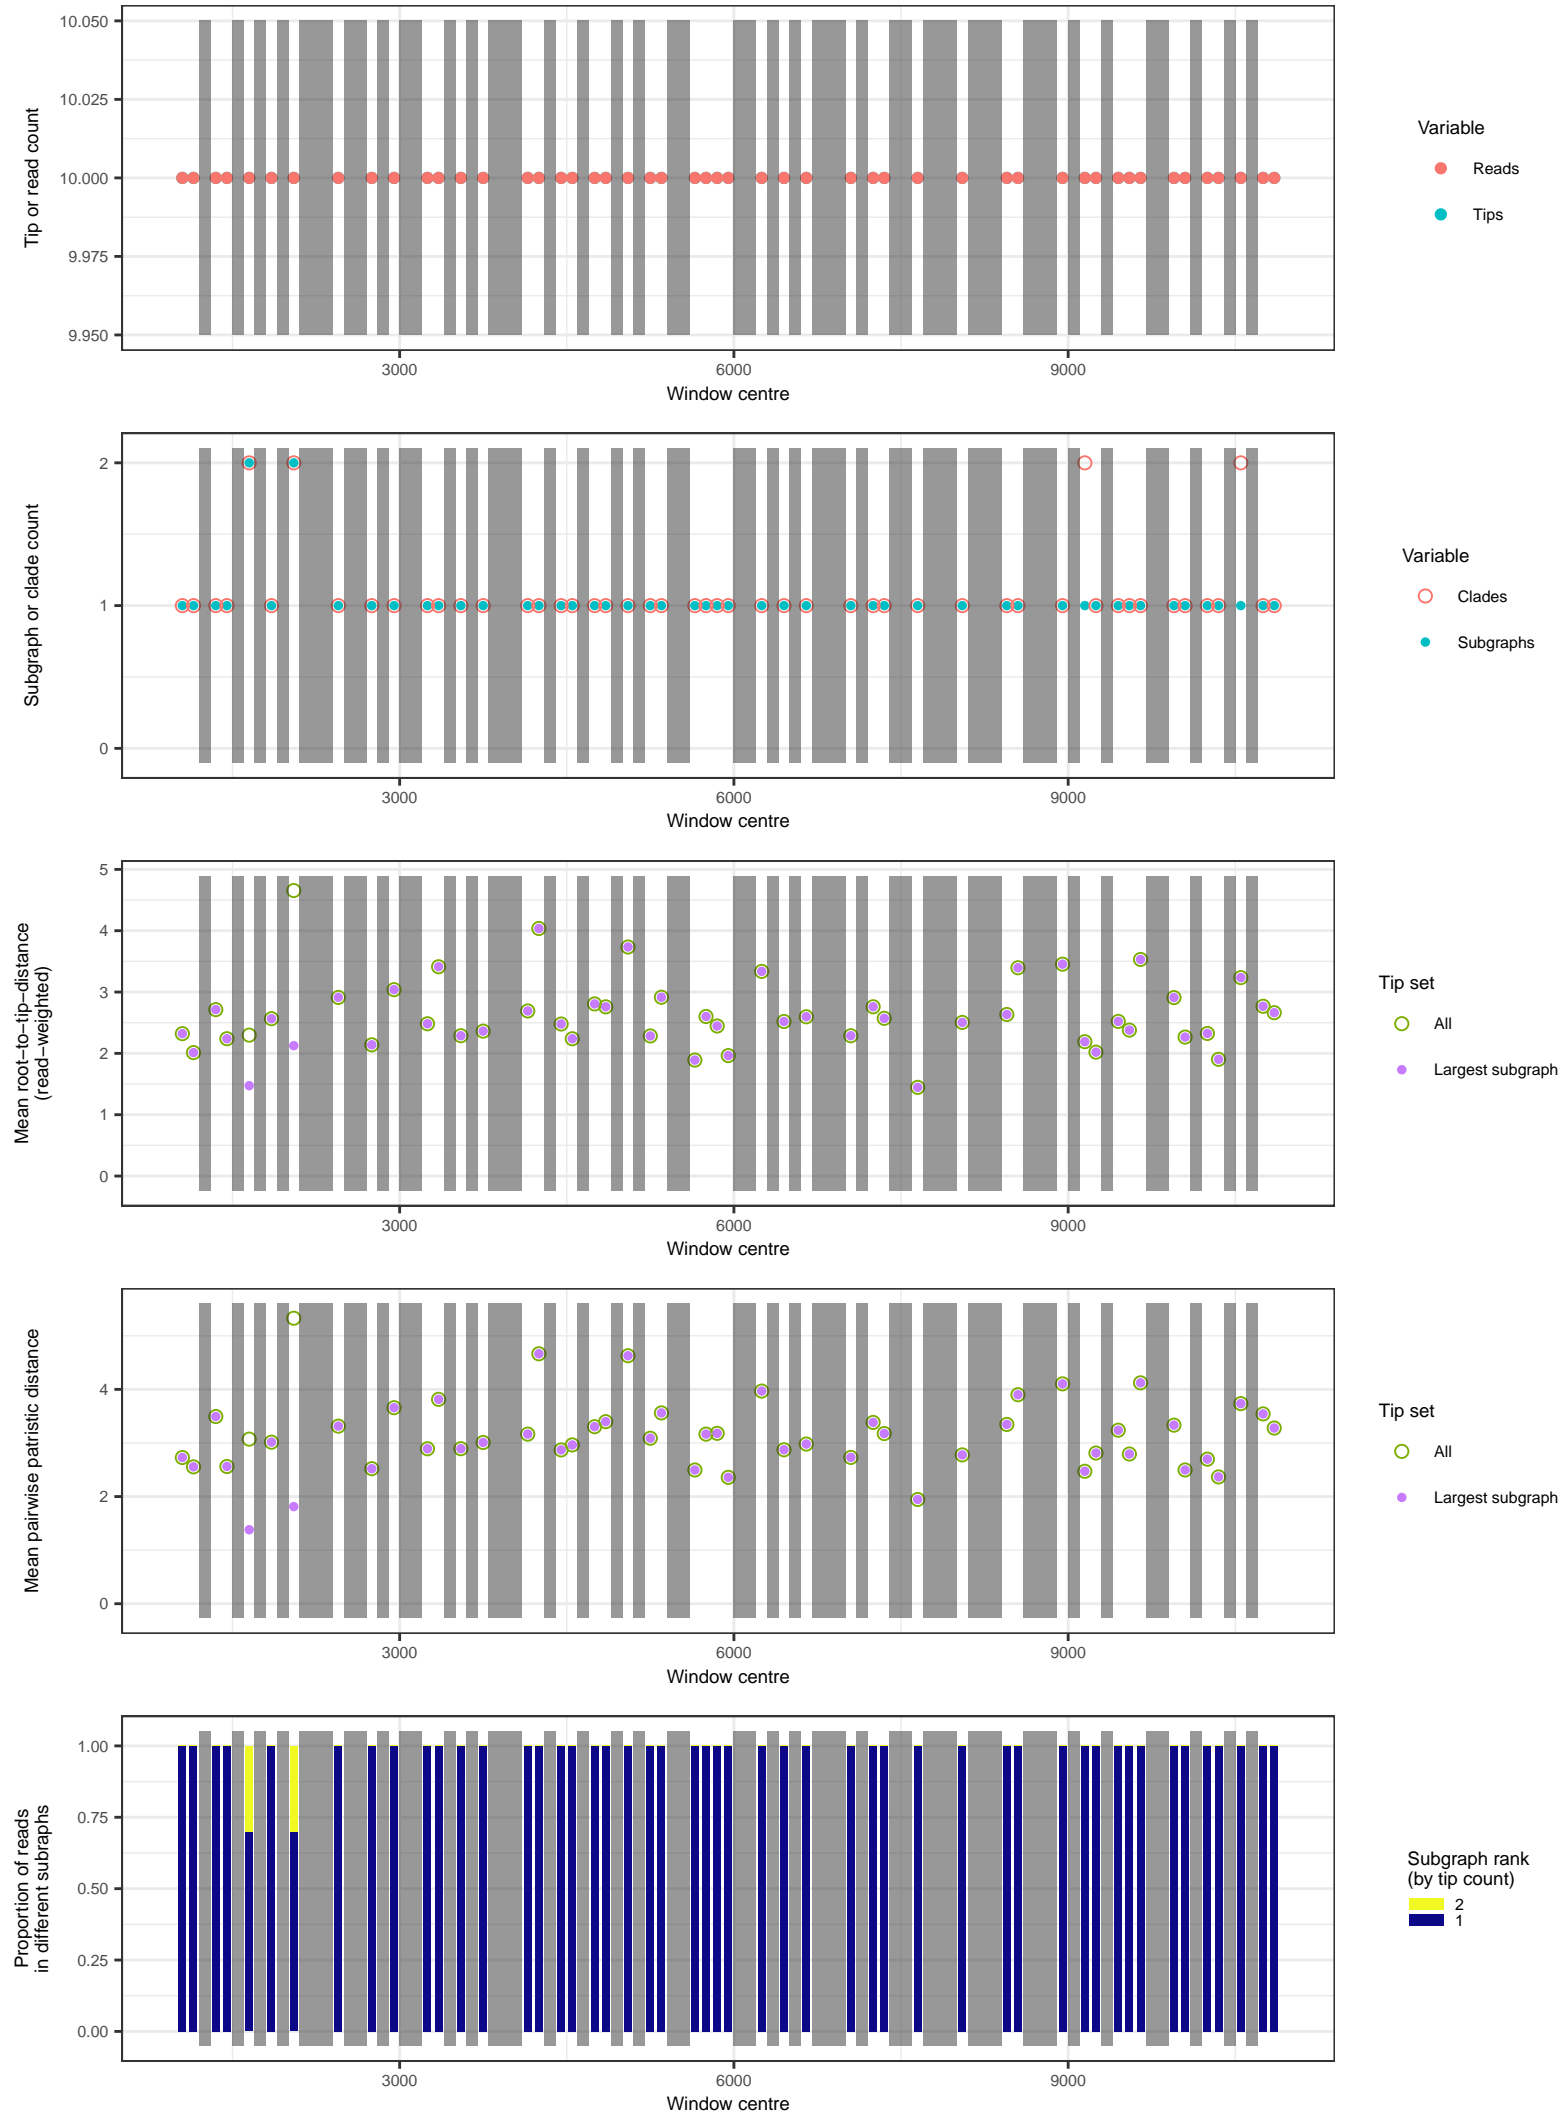 10.050
10.025
10.000
9.975
9.950
Tip or read count
3000
6000
9000
Window centre
Variable
Reads
Tips
2
1
0
Subgraph or clade count
3000
6000
9000
Window centre
Variable
Clades
Subgraphs
5
4
3
2
1
0
Mean root−to−tip−distance
(read−weighted)
3000
6000
9000
Window centre
Tip set
All
Largest subgraph
4
2
0
Mean pairwise patristic distance
3000
6000
9000
Window centre
Tip set
All
Largest subgraph
1.00
0.75
0.50
0.25
0.00
Proportion of reads
in different subraphs
3000
6000
9000
Window centre
Subgraph rank
(by tip count)
2
1